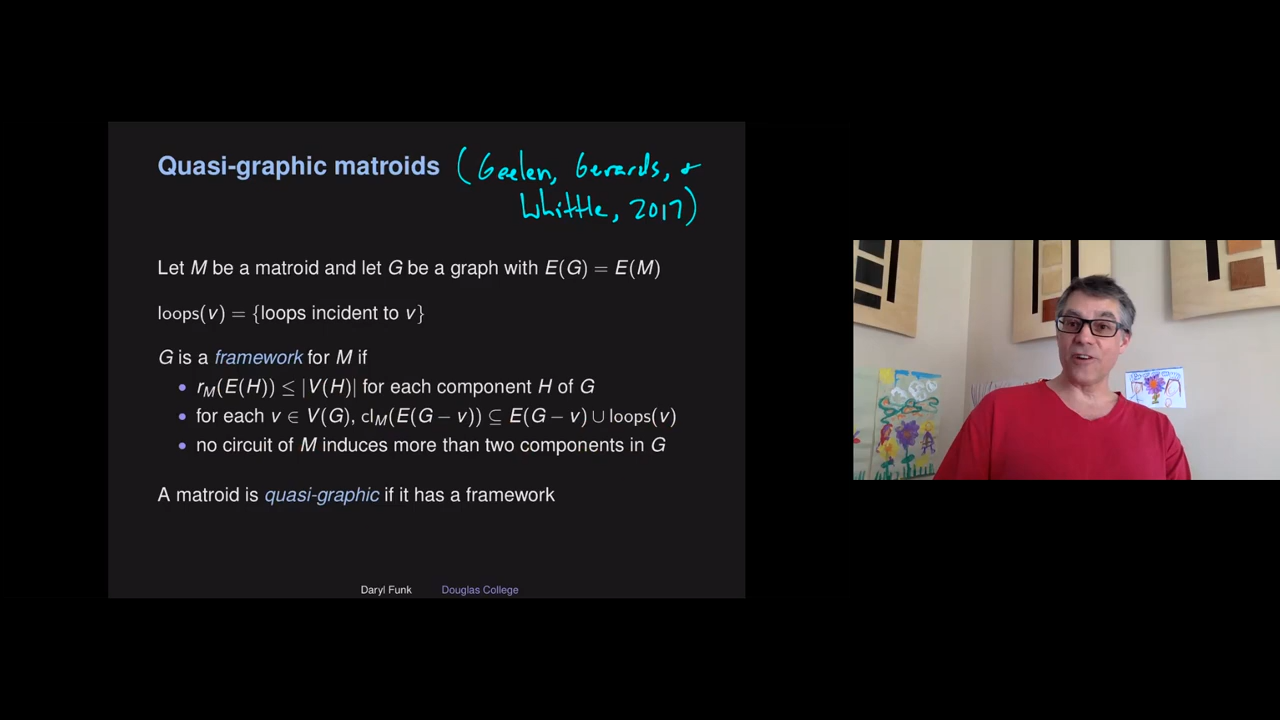 Quasi-graphic matroids (Geelen, Gerards, +
Whittle, 2017)
Let M be a matroid and let G be a graph with E(G) = E(M)
loops(v) = {loops incident to v}
G is a framework for M if
• r_M(E(H)) ≤ |V(H)| for each component H of G
• for each v ∈ V(G), cl_M(E(G − v)) ⊆ E(G − v) ∪ loops(v)
• no circuit of M induces more than two components in G
A matroid is quasi-graphic if it has a framework
Daryl Funk Douglas College